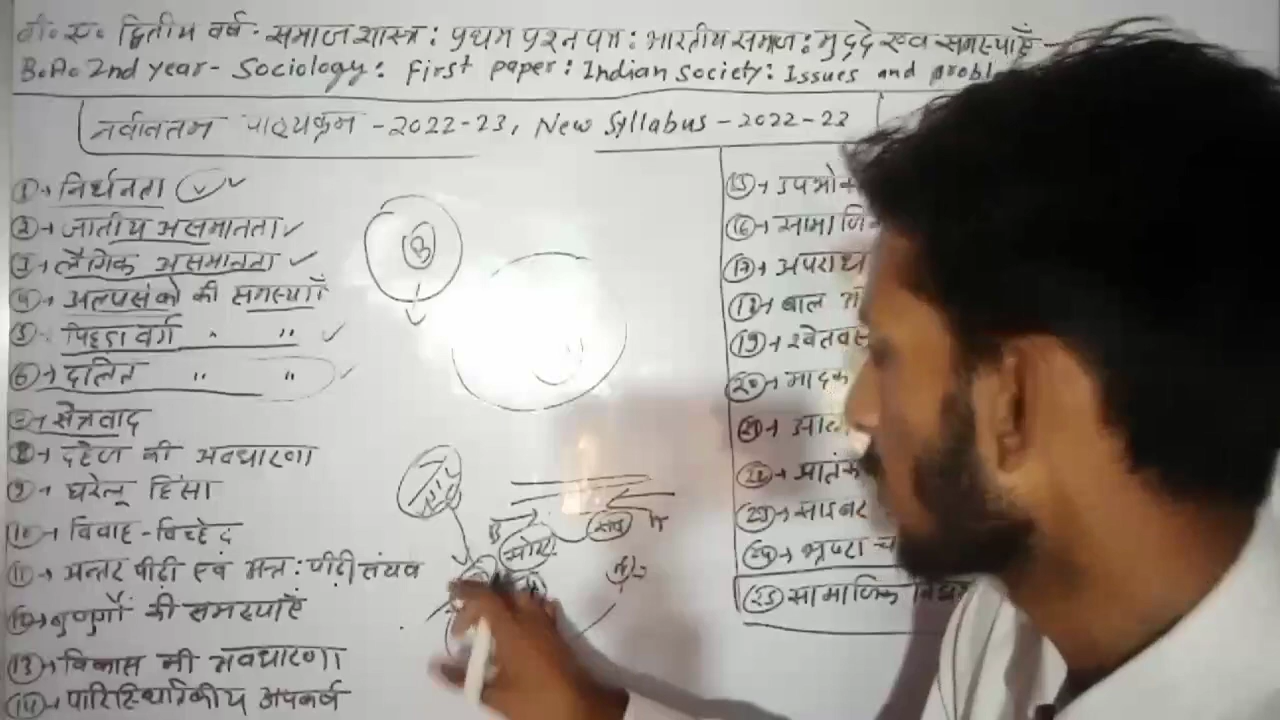 बी. ए. द्वितीय वर्ष - समाजशास्त्र : प्रथम प्रश्न पत्र : भारतीय समाज : मुद्दे एवं समस्याएँ -
B.A. 2nd year - Sociology : First paper : Indian Society : Issues and probl
नवीनतम पाठ्यक्रम - 2022-23, New Syllabus - 2022-23
① → निर्धनता
② → जातीय असमानता
③ → लैंगिक असमानता
④ → अल्पसंको की समस्याएँ
⑤ → पिछड़ा वर्ग " "
⑥ → दलित " "
⑦ → क्षेत्रवाद
⑧ → दहेज की अवधारणा
⑨ → घरेलू हिंसा
⑩ → विवाह-विच्छेद
⑪ → अन्तर पीढ़ी एवं अन्त: पीढ़ी संघर्ष
⑫ → की समस्याएँ
⑬ → विकास की अवधारणा
⑭ → पारिस्थितिकीय अपकर्ष
B
⑮ → उपभोक
⑯ → सामाजि
⑰ → अपराध
⑱ → बाल
⑲ → श्वेतवस
⑳ → मादक
㉑ →
㉒ → आतंक
㉓ → साइबर
㉔ → भ्रष्टाच
㉕ सामाजिक